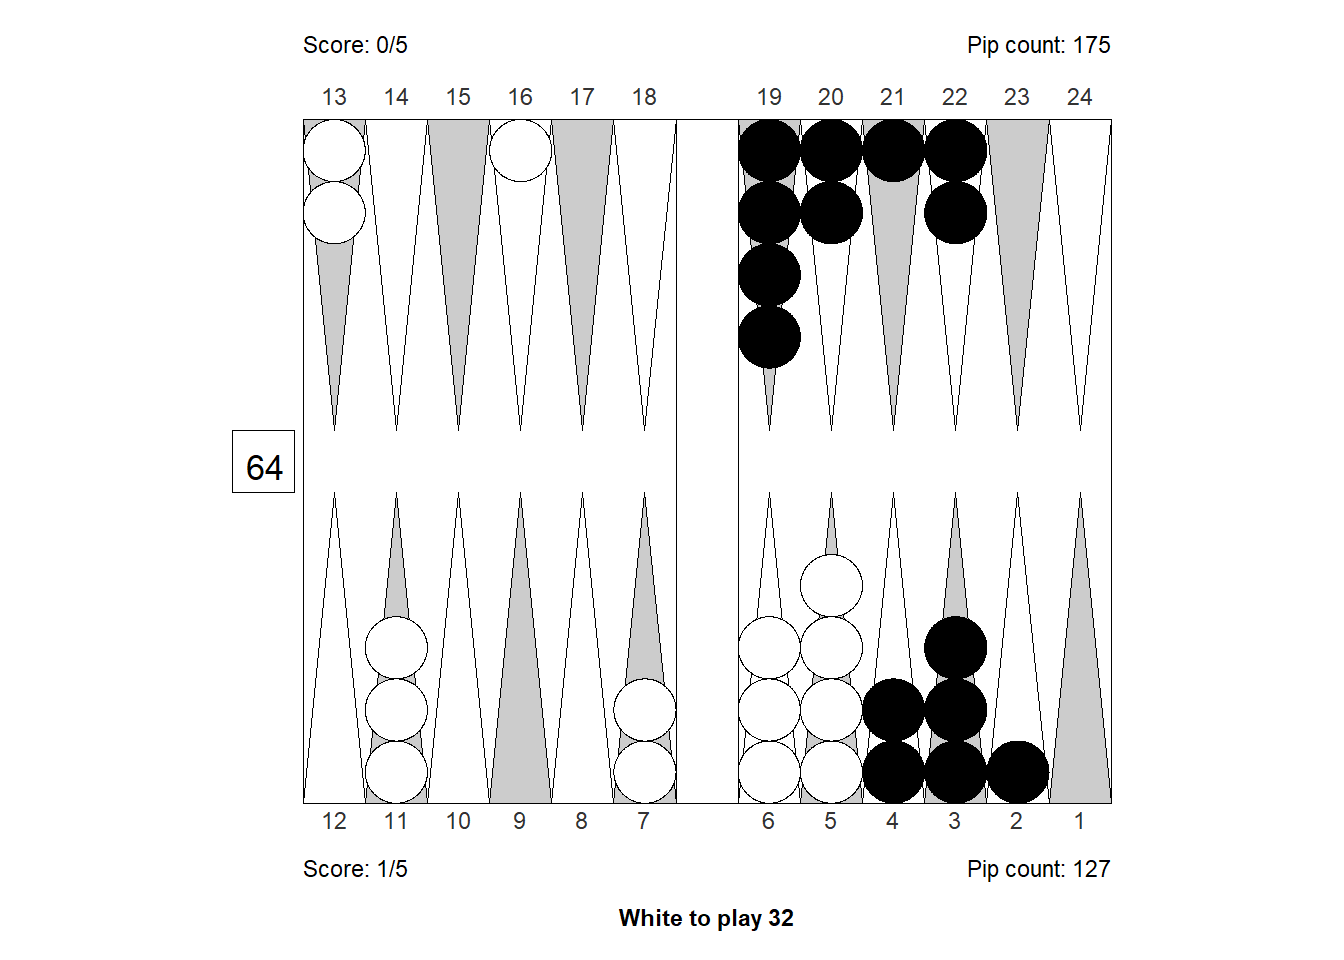 Score: 0/5 Pip count: 175
13 14 15 16 17 18 19 20 21 22 23 24
64
12 11 10 9 8 7 6 5 4 3 2 1
Score: 1/5 Pip count: 127
White to play 32